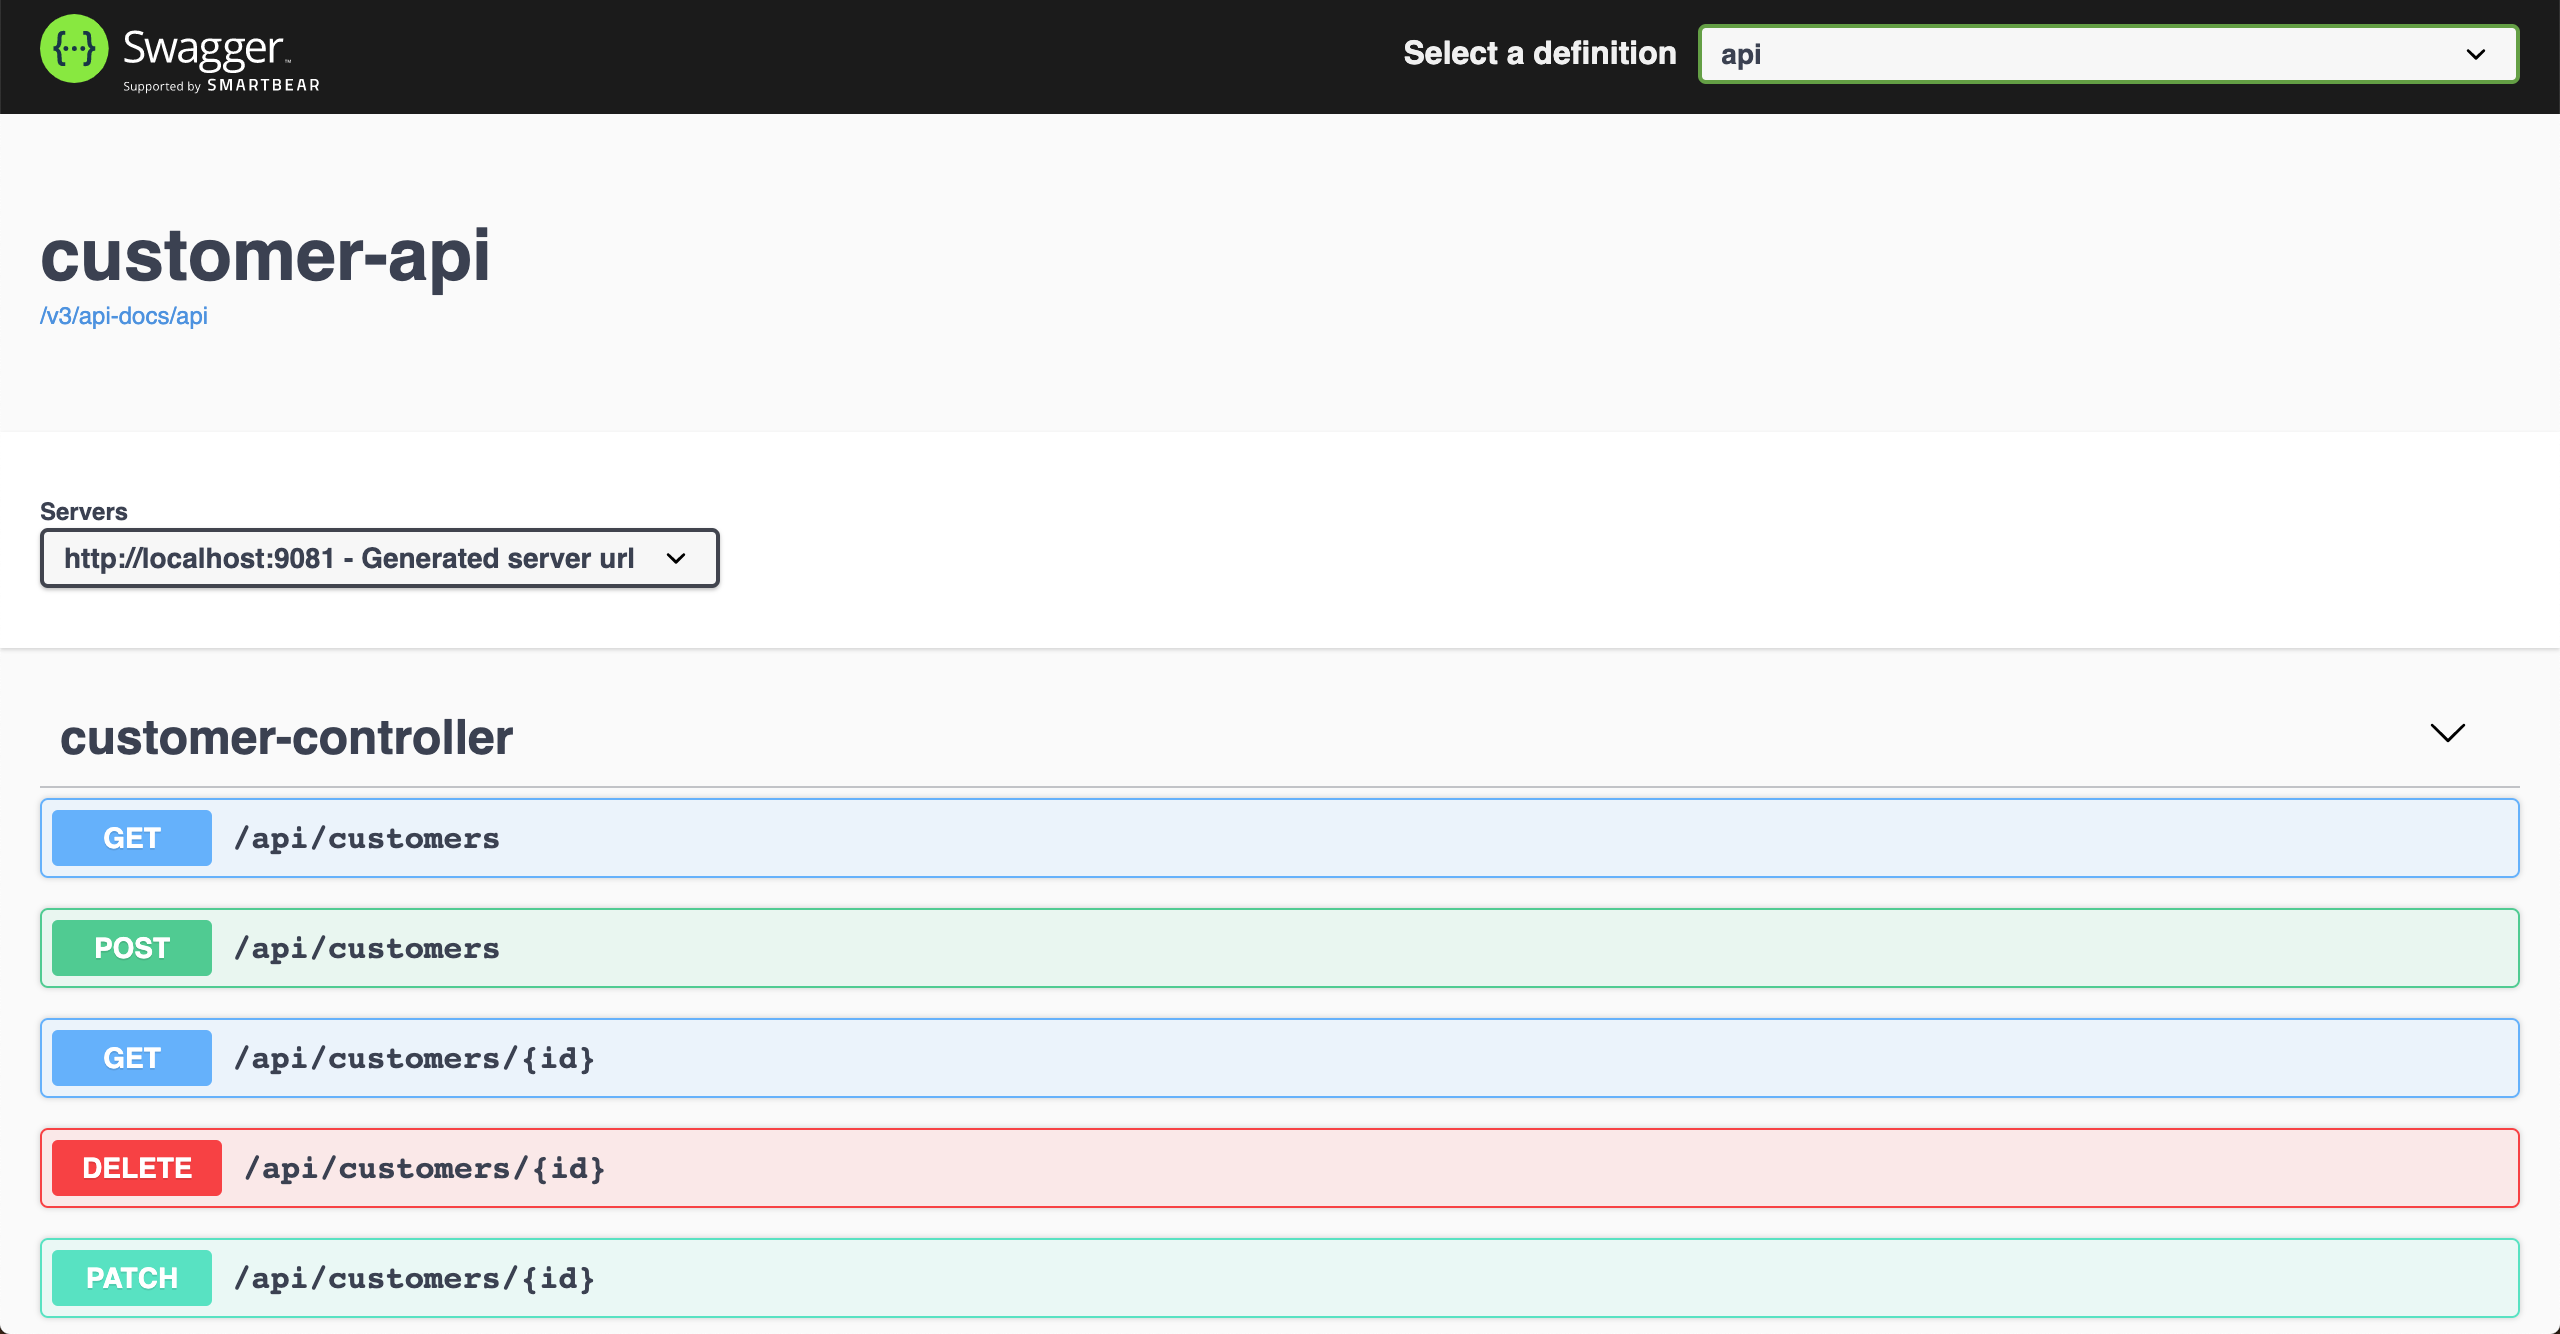 {···} Swagger™
Supported by SMARTBEAR
Select a definition
api
customer-api
/v3/api-docs/api
Servers
http://localhost:9081 - Generated server url
customer-controller
GET /api/customers
POST /api/customers
GET /api/customers/{id}
DELETE /api/customers/{id}
PATCH /api/customers/{id}